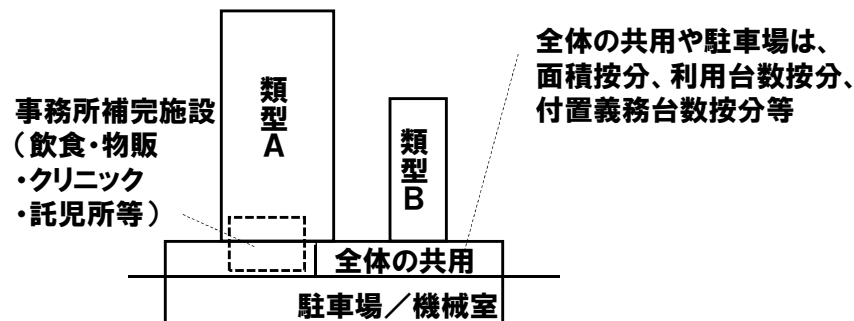 全体の共用や駐車場は、
面積按分、利用台数按分、
付置義務台数按分等
類型A
事務所補完施設
（飲食・物販
・クリニック
・託児所等）
類型B
全体の共用
駐車場／機械室